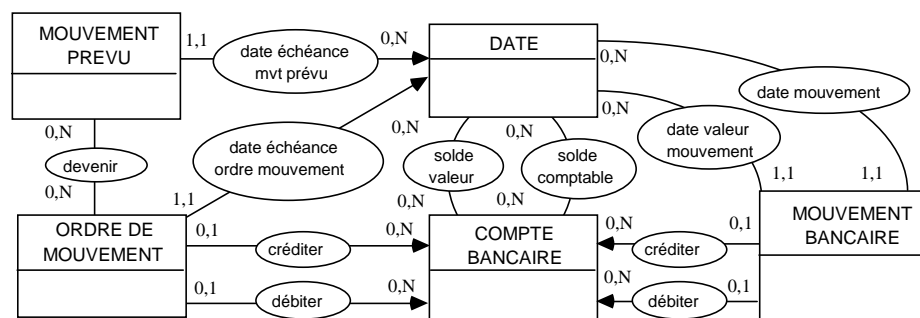 MOUVEMENT
PREVU
1,1
date échéance
mvt prévu
0,N
DATE
0,N
date mouvement
0,N
devenir
0,N
date échéance
ordre mouvement
1,1
0,N
solde
valeur
0,N
0,N
solde
comptable
0,N
0,N
date valeur
mouvement
1,1
1,1
ORDRE DE
MOUVEMENT
0,1
créditer
0,N
0,1
débiter
0,N
COMPTE
BANCAIRE
0,N
créditer
0,1
0,N
débiter
0,1
MOUVEMENT
BANCAIRE